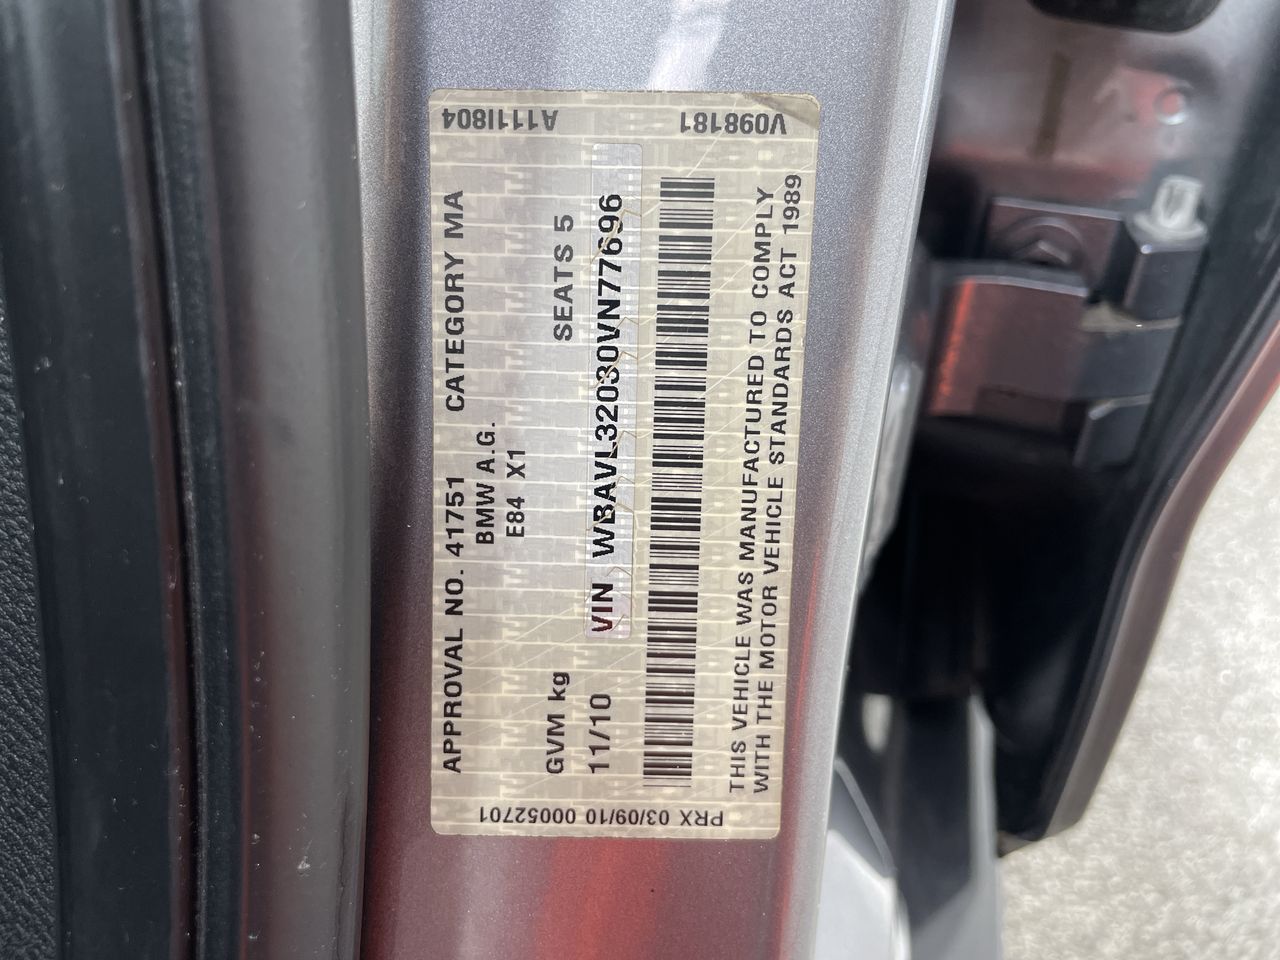 A111I804
V098181
APPROVAL NO. 41751 CATEGORY MA
BMW A.G.
E84 X1
GVM kg SEATS 5
11/10 VIN WBAVL32030VN77696
THIS VEHICLE WAS MANUFACTURED TO COMPLY
WITH THE MOTOR VEHICLE STANDARDS ACT 1989
PRX 03/09/10 00052701